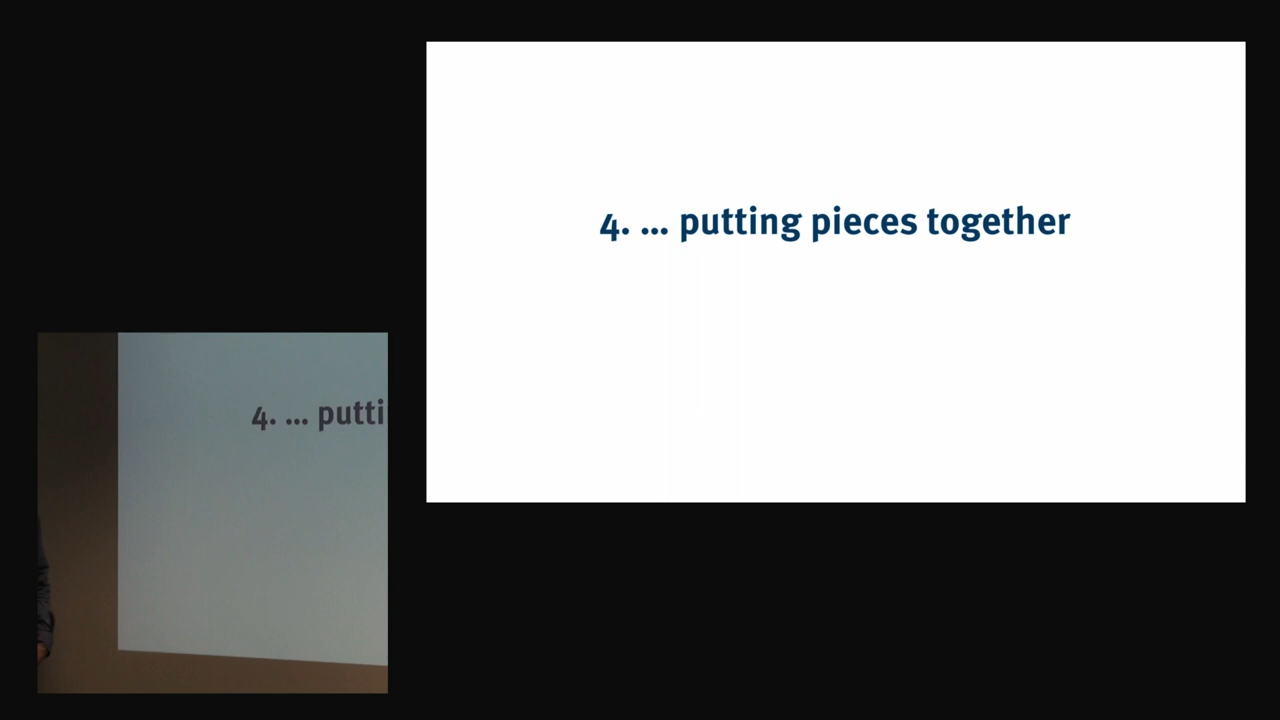 4. ... putting pieces together
4. ... putti